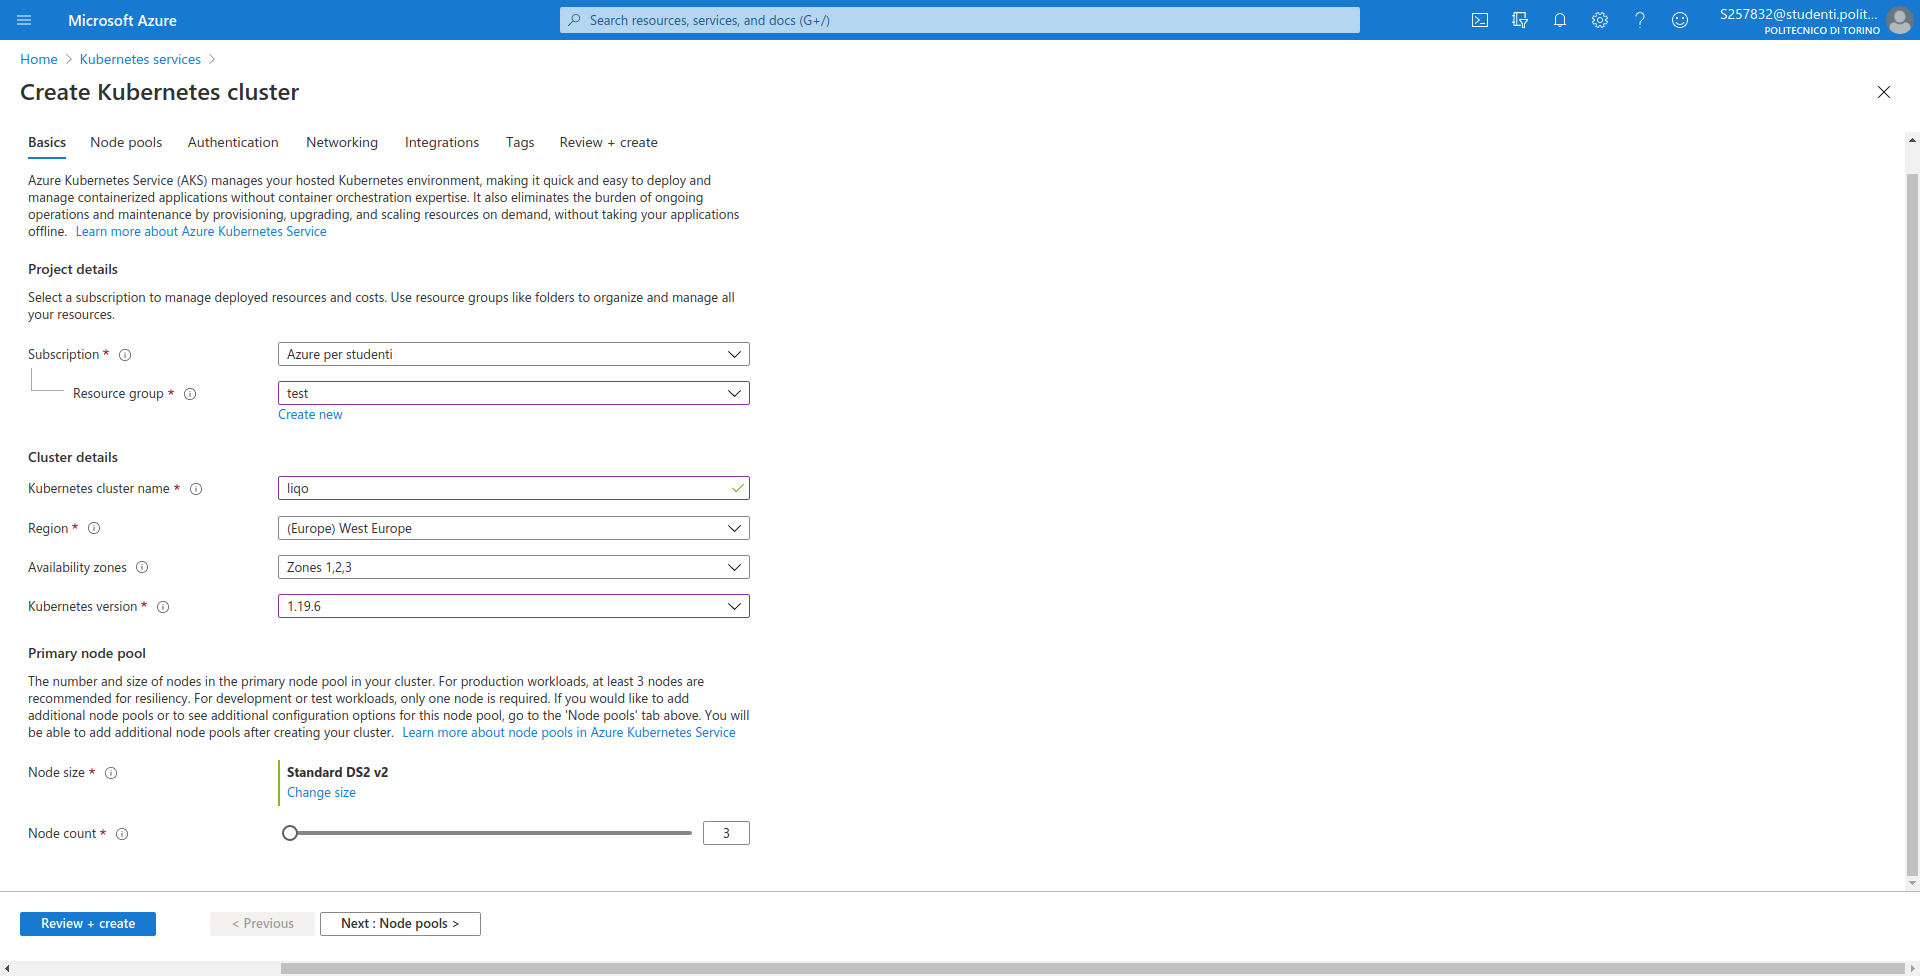 Microsoft Azure
Search resources, services, and docs (G+/)
S257832@studenti.polit...
POLITECNICO DI TORINO
Home > Kubernetes services >
Create Kubernetes cluster
Basics Node pools Authentication Networking Integrations Tags Review + create
Azure Kubernetes Service (AKS) manages your hosted Kubernetes environment, making it quick and easy to deploy and
manage containerized applications without container orchestration expertise. It also eliminates the burden of ongoing
operations and maintenance by provisioning, upgrading, and scaling resources on demand, without taking your applications
offline. Learn more about Azure Kubernetes Service
Project details
Select a subscription to manage deployed resources and costs. Use resource groups like folders to organize and manage all
your resources.
Subscription * Azure per studenti
Resource group * test
Create new
Cluster details
Kubernetes cluster name * liqo
Region * (Europe) West Europe
Availability zones Zones 1,2,3
Kubernetes version * 1.19.6
Primary node pool
The number and size of nodes in the primary node pool in your cluster. For production workloads, at least 3 nodes are
recommended for resiliency. For development or test workloads, only one node is required. If you would like to add
additional node pools or to see additional configuration options for this node pool, go to the 'Node pools' tab above. You will
be able to add additional node pools after creating your cluster. Learn more about node pools in Azure Kubernetes Service
Node size * Standard DS2 v2
Change size
Node count * 3
Review + create < Previous Next : Node pools >